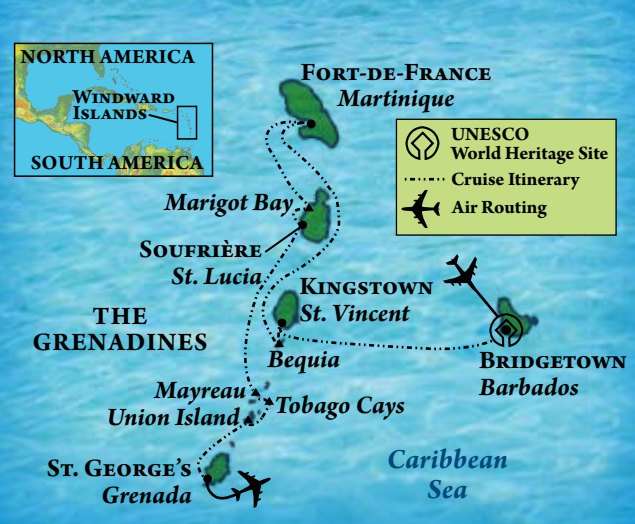 NORTH AMERICA
WINDWARD
ISLANDS
SOUTH AMERICA
FORT-DE-FRANCE
Martinique
UNESCO
World Heritage Site
Cruise Itinerary
Air Routing
Marigot Bay
SOUFRIÈRE
St. Lucia
KINGSTOWN
St. Vincent
THE
GRENADINES
Bequia
BRIDGETOWN
Barbados
Mayreau
Union Island
Tobago Cays
ST. GEORGE'S
Grenada
Caribbean
Sea